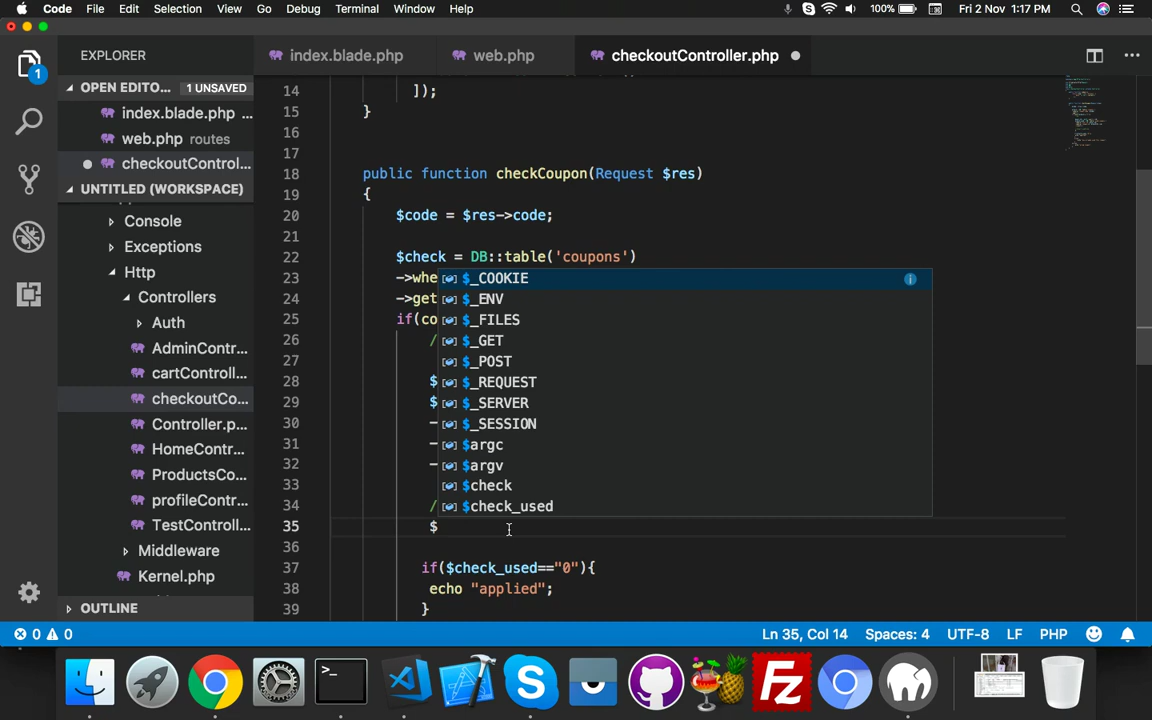 Code File Edit Selection View Go Debug Terminal Window Help 100% Fri 2 Nov 1:17 PM
EXPLORER
index.blade.php web.php checkoutController.php
OPEN EDITO... 1 UNSAVED
index.blade.php ...
web.php routes
checkoutControl...
UNTITLED (WORKSPACE)
Console
Exceptions
Http
Controllers
Auth
AdminContr...
cartControll...
checkoutCo...
Controller.p...
HomeContr...
ProductsCo...
profileContr...
TestControll...
Middleware
Kernel.php
OUTLINE
1
14 ]);
15 }
16
17
18 public function checkCoupon(Request $res)
19 {
20 $code = $res->code;
21
22 $check = DB::table('coupons')
23 ->whe
24 ->get
25 if(co
26 /
27
28 $
29 $
30 -
31 -
32 -
33
34 /
35 $
36
37 if($check_used=="0"){
38 echo "applied";
39 }
$_COOKIE
$_ENV
$_FILES
$_GET
$_POST
$_REQUEST
$_SERVER
$_SESSION
$argc
$argv
$check
$check_used
0 0 Ln 35, Col 14 Spaces: 4 UTF-8 LF PHP